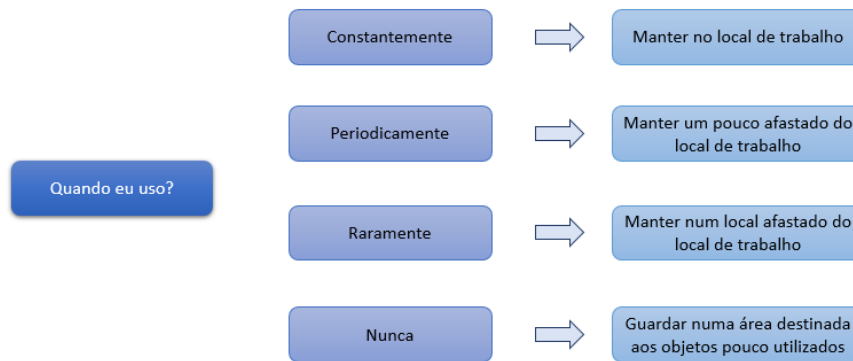 Constantemente
Manter no local de trabalho
Periodicamente
Manter um pouco afastado do
local de trabalho
Quando eu uso?
Raramente
Manter num local afastado do
local de trabalho
Nunca
Guardar numa área destinada
aos objetos pouco utilizados